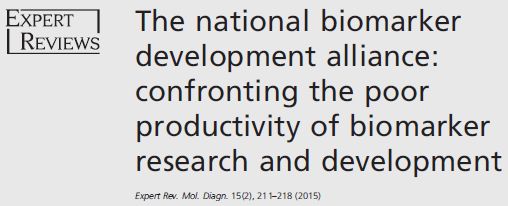 EXPERT
REVIEWS
The national biomarker
development alliance:
confronting the poor
productivity of biomarker
research and development
Expert Rev. Mol. Diagn. 15(2), 211–218 (2015)